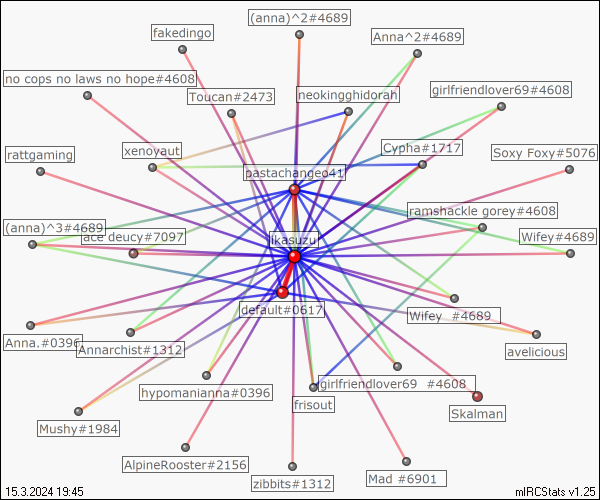 (anna)^2#4689
fakedingo
Anna^2#4689
no cops no laws no hope#4608
Toucan#2473
neokingghidorah
girlfriendlover69#4608
rattgaming
xenoyaut
Cypha#1717
Soxy Foxy#5076
pastachangeo41
(anna)^3#4689
ace deucy#7097
ramshackle gorey#4608
Ikasuzu
Wifey#4689
default#0617
Wifey #4689
Anna.#0396
Annarchist#1312
avelicious
hypomanianna#0396
girlfriendlover69 #4608
frisout
Skalman
Mushy#1984
AlpineRooster#2156
zibbits#1312
Mad #6901
15.3.2024 19:45
mIRCStats v1.25